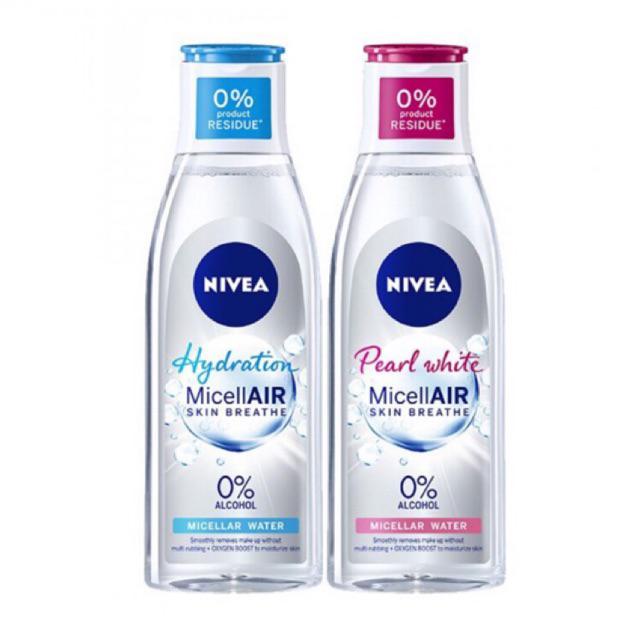 0%
product
RESIDUE*
NIVEA
Hydration
MicellAIR
SKIN BREATHE
0%
ALCOHOL
MICELLAR WATER
Smoothly removes make up without
multi rubbing + OXYGEN BOOST to moisturize skin
0%
product
RESIDUE*
NIVEA
Pearl white
MicellAIR
SKIN BREATHE
0%
ALCOHOL
MICELLAR WATER
Smoothly removes make up without
multi rubbing + OXYGEN BOOST to moisturize skin